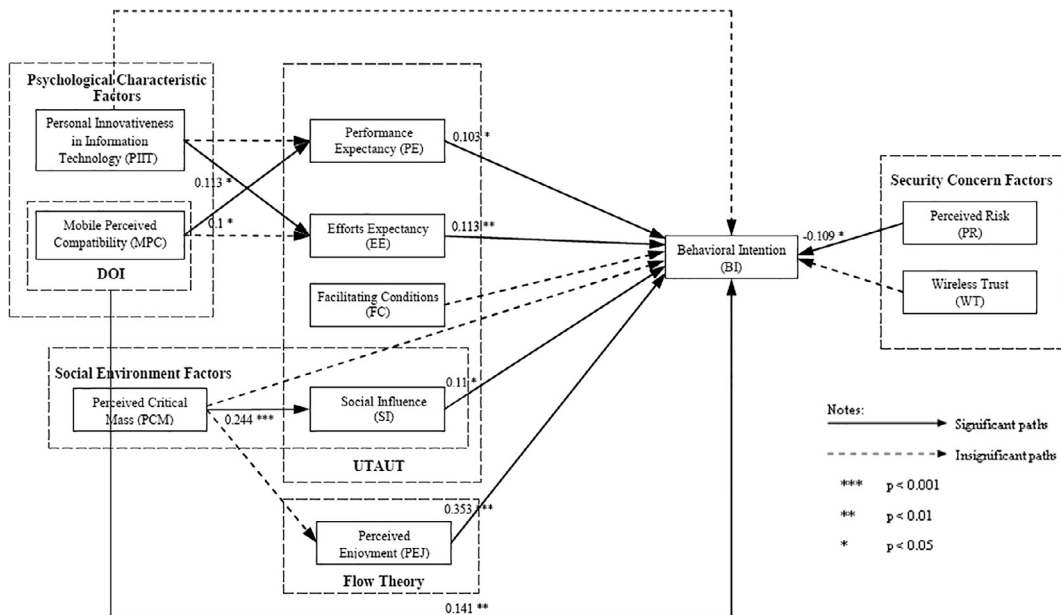 Psychological Characteristic
Factors
Personal Innovativeness
in Information
Technology (PIIT)
Mobile Perceived
Compatibility (MPC)
DOI
0.113 *
0.1 *
Performance
Expectancy (PE)
Efforts Expectancy
(EE)
Facilitating Conditions
(FC)
Social Environment Factors
Perceived Critical
Mass (PCM)
0.244 ***
Social Influence
(SI)
UTAUT
Perceived
Enjoyment (PEJ)
Flow Theory
0.103 *
0.113 **
0.11 *
0.353 ***
0.141 **
Behavioral Intention
(BI)
-0.109 *
Security Concern Factors
Perceived Risk
(PR)
Wireless Trust
(WT)
Notes:
Significant paths
Insignificant paths
*** p < 0.001
** p < 0.01
* p < 0.05